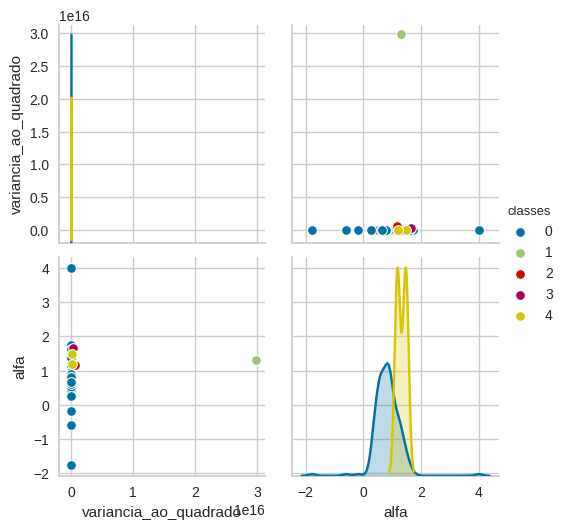 1e16
3.0
2.5
2.0
1.5
1.0
0.5
0.0
variancia_ao_quadrado
classes
0
1
2
3
4
4
3
2
1
0
−1
−2
alfa
0 1 2 3
1e16
variancia_ao_quadrado
−2 0 2 4
alfa